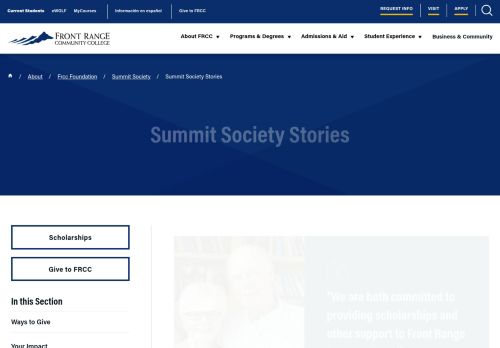 Current Students eWOLF MyCourses Información en español Give to FRCC REQUEST INFO VISIT APPLY
FRONT RANGE
COMMUNITY COLLEGE
About FRCC Programs & Degrees Admissions & Aid Student Experience Business & Community
/ About / Frcc Foundation / Summit Society / Summit Society Stories
Summit Society Stories
Scholarships
Give to FRCC
In this Section
Ways to Give
Your Impact
"We are both committed to
providing scholarships and
other support to Front Range